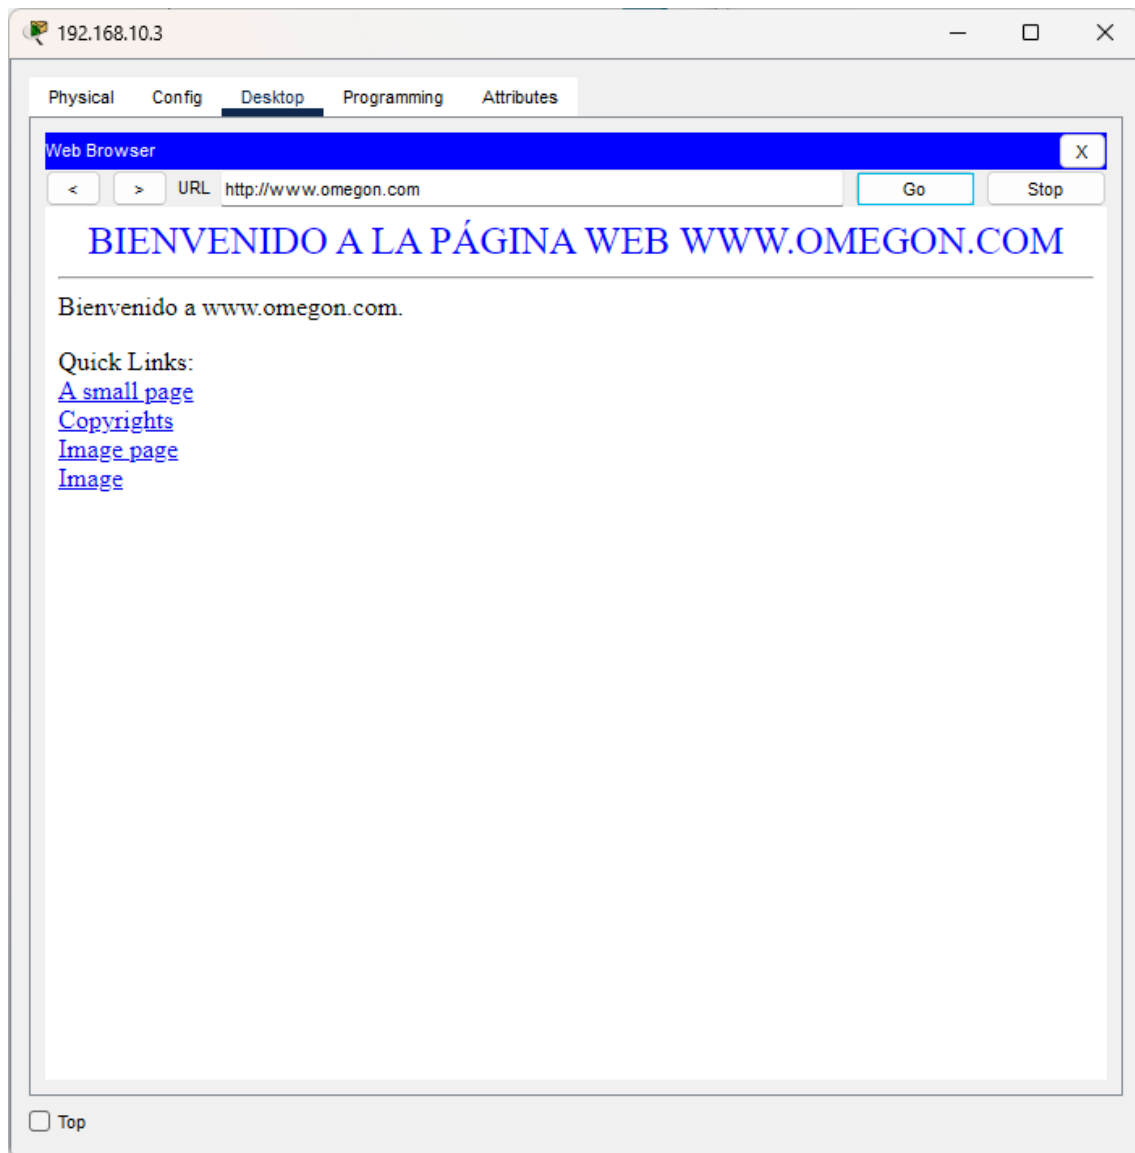 192.168.10.3
Physical Config Desktop Programming Attributes
Web Browser X
< > URL http://www.omegon.com Go Stop
BIENVENIDO A LA PÁGINA WEB WWW.OMEGON.COM
Bienvenido a www.omegon.com.
Quick Links:
A small page
Copyrights
Image page
Image
Top